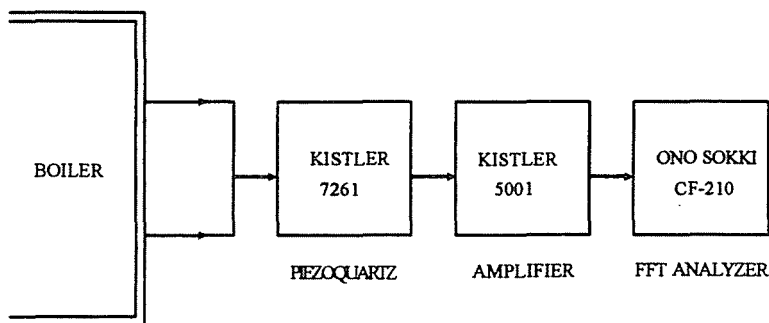 BOILER
KISTLER
7261
KISTLER
5001
ONO SOKKI
CF-210
PIEZOQUARTZ
AMPLIFIER
FFT ANALYZER